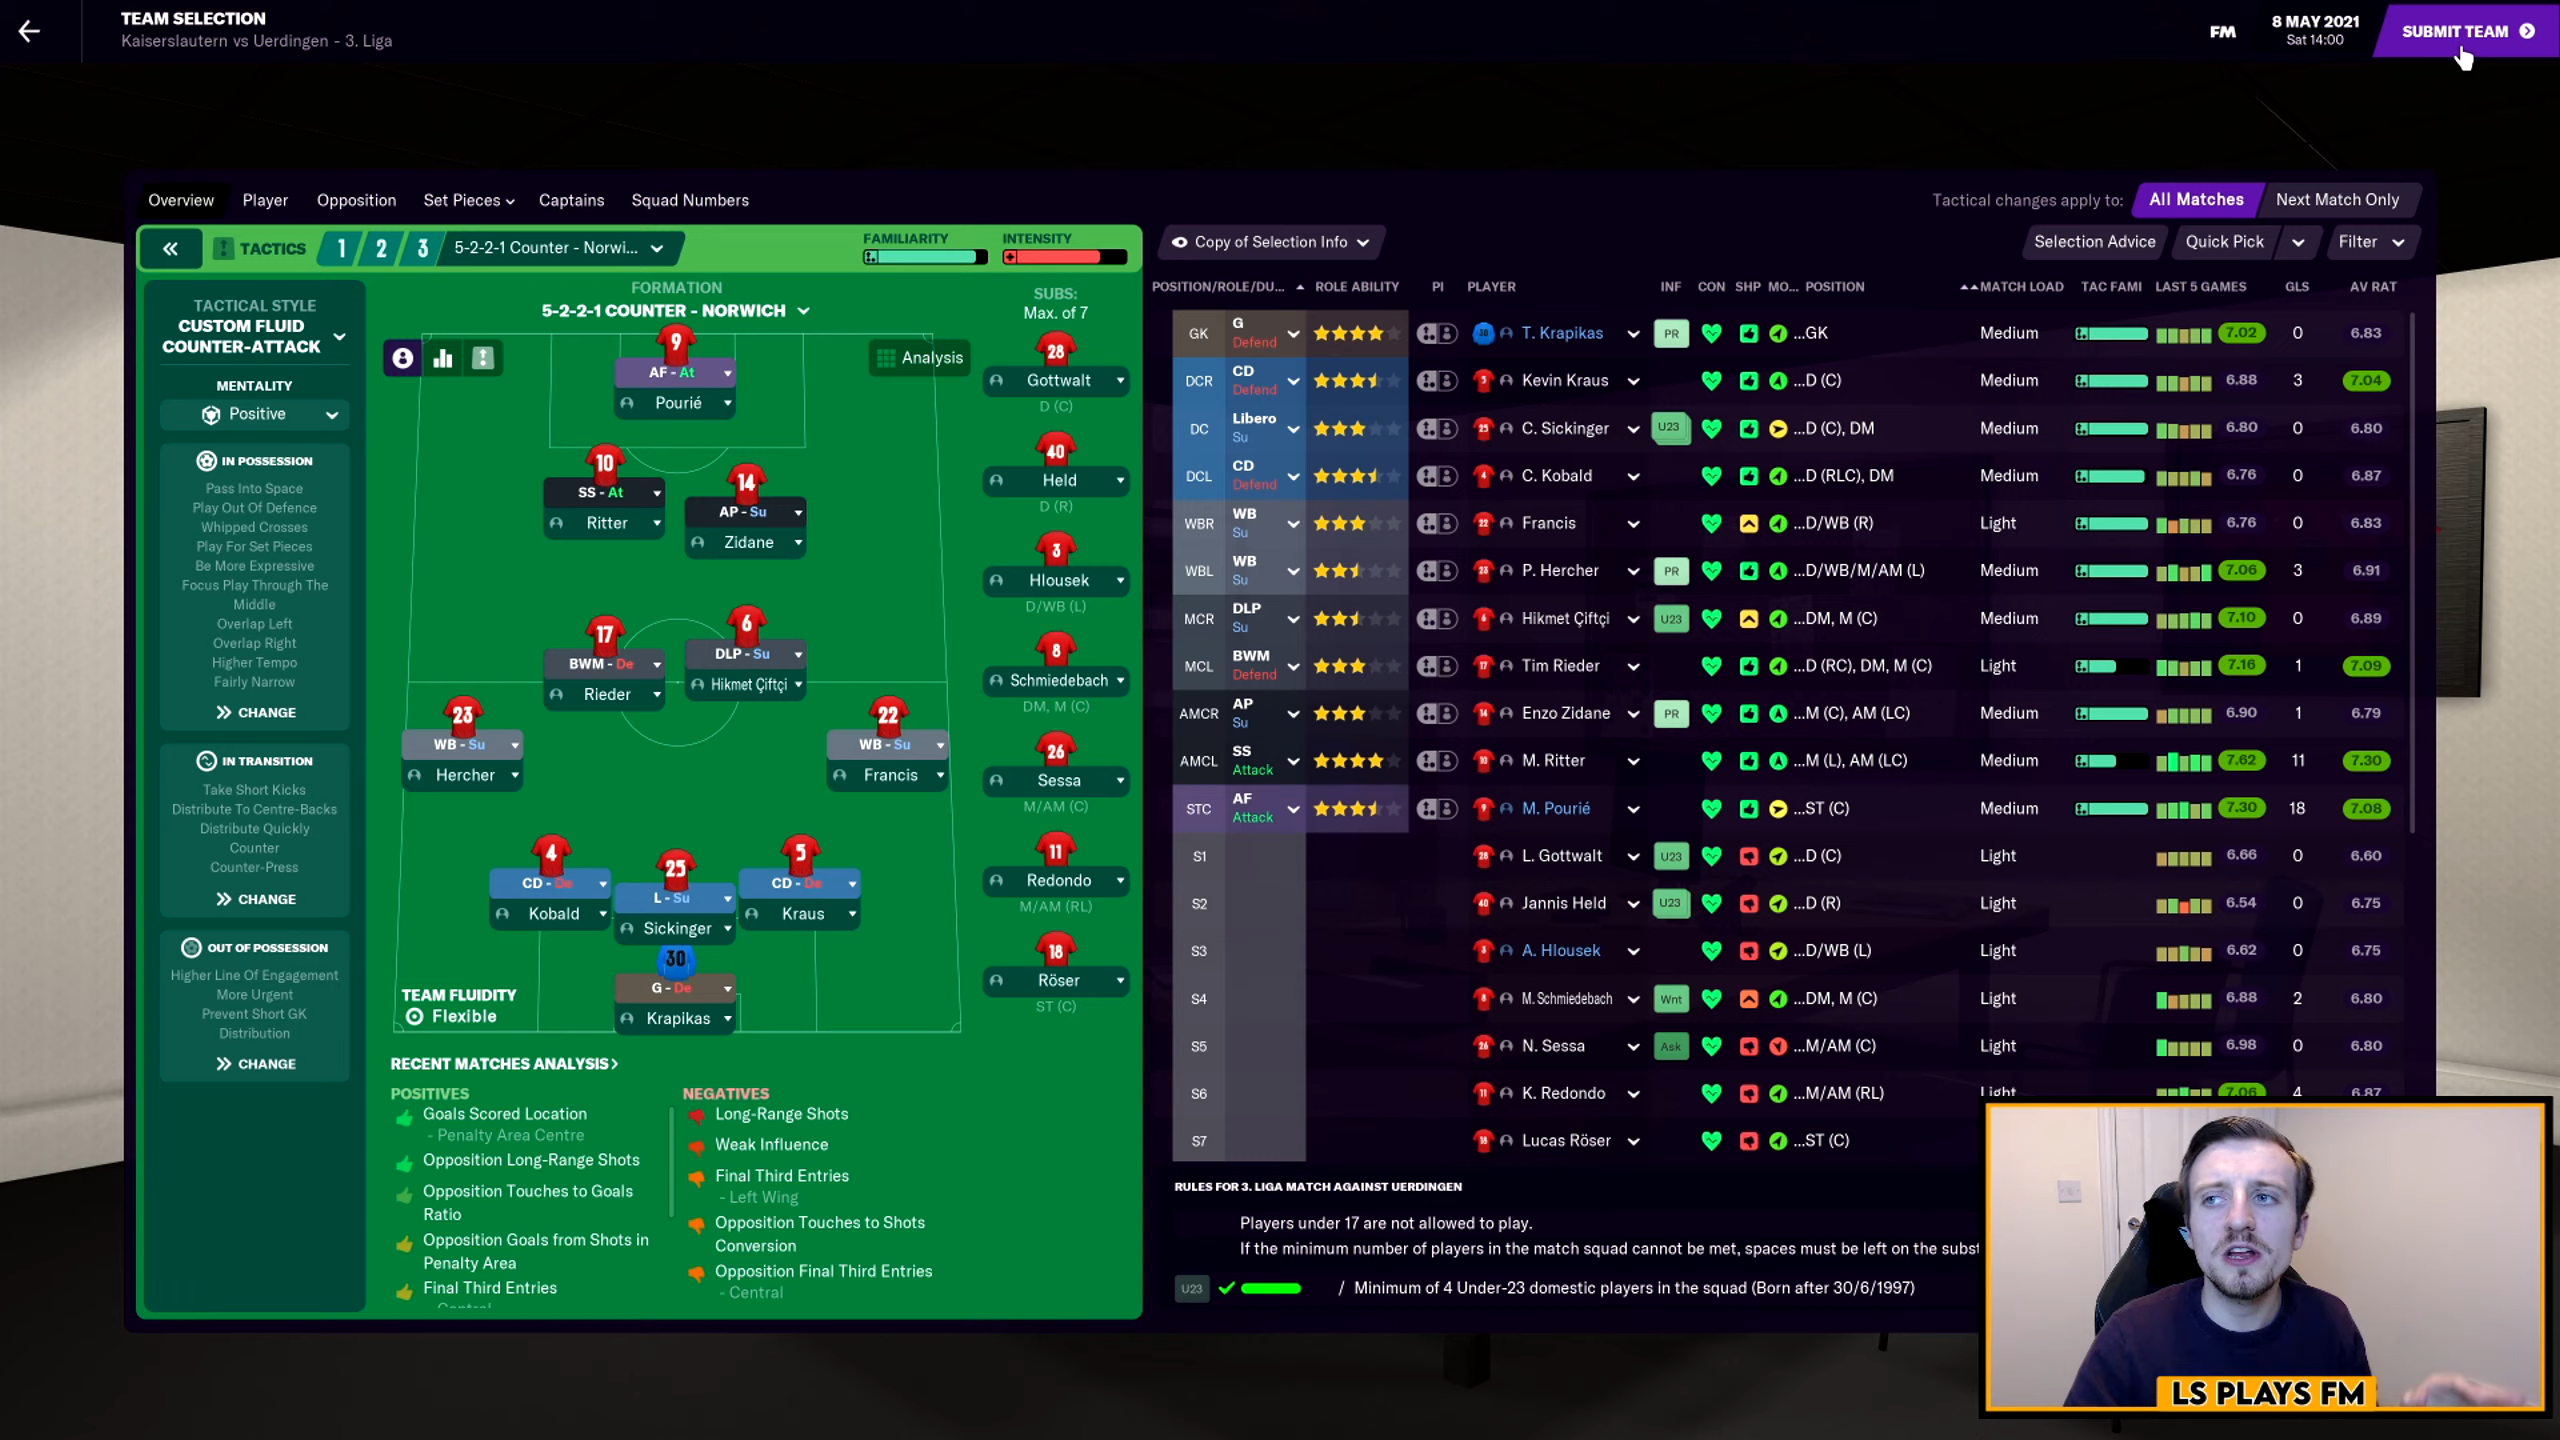 TEAM SELECTION
Kaiserslautern vs Uerdingen - 3. Liga
FM
8 MAY 2021
Sat 14:00
SUBMIT TEAM
Overview Player Opposition Set Pieces Captains Squad Numbers
Tactical changes apply to: All Matches Next Match Only
TACTICS 1 2 3 5-2-2-1 Counter - Norwi...
FAMILIARITY
INTENSITY
Copy of Selection Info
Selection Advice Quick Pick Filter
TACTICAL STYLE
CUSTOM FLUID
COUNTER-ATTACK
MENTALITY
Positive
IN POSSESSION
Pass Into Space
Play Out Of Defence
Whipped Crosses
Play For Set Pieces
Be More Expressive
Focus Play Through The
Middle
Overlap Left
Overlap Right
Higher Tempo
Fairly Narrow
CHANGE
IN TRANSITION
Take Short Kicks
Distribute To Centre-Backs
Distribute Quickly
Counter
Counter-Press
CHANGE
OUT OF POSSESSION
Higher Line Of Engagement
More Urgent
Prevent Short GK
Distribution
CHANGE
FORMATION
5-2-2-1 COUNTER - NORWICH
Analysis
9
AF - At
Pourié
10
SS - At
Ritter
14
AP - Su
Zidane
17
BWM - De
Rieder
6
DLP - Su
Hikmet Çiftçi
23
WB - Su
Hercher
22
WB - Su
Francis
4
CD - De
Kobald
25
L - Su
Sickinger
5
CD - De
Kraus
30
G - De
Krapikas
TEAM FLUIDITY
Flexible
SUBS:
Max. of 7
28
Gottwalt
D (C)
40
Held
D (R)
3
Hlousek
D/WB (L)
8
Schmiedebach
DM, M (C)
26
Sessa
M/AM (C)
11
Redondo
M/AM (RL)
18
Röser
ST (C)
RECENT MATCHES ANALYSIS
POSITIVES
Goals Scored Location
- Penalty Area Centre
Opposition Long-Range Shots
Opposition Touches to Goals
Ratio
Opposition Goals from Shots in
Penalty Area
Final Third Entries
NEGATIVES
Long-Range Shots
Weak Influence
Final Third Entries
- Left Wing
Opposition Touches to Shots
Conversion
Opposition Final Third Entries
- Central
POSITION/ROLE/DU... ROLE ABILITY PI PLAYER INF CON SHP MO... POSITION MATCH LOAD TAC FAMI LAST 5 GAMES GLS AV RAT
GK G Defend T. Krapikas PR ...GK Medium 7.02 0 6.83
DCR CD Defend Kevin Kraus ...D (C) Medium 6.88 3 7.04
DC Libero Su C. Sickinger U23 ...D (C), DM Medium 6.80 0 6.80
DCL CD Defend C. Kobald ...D (RLC), DM Medium 6.76 0 6.87
WBR WB Su Francis ...D/WB (R) Light 6.76 0 6.83
WBL WB Su P. Hercher PR ...D/WB/M/AM (L) Medium 7.06 3 6.91
MCR DLP Su Hikmet Çiftçi U23 ...DM, M (C) Medium 7.10 0 6.89
MCL BWM Defend Tim Rieder ...D (RC), DM, M (C) Light 7.16 1 7.09
AMCR AP Su Enzo Zidane PR ...M (C), AM (LC) Medium 6.90 1 6.79
AMCL SS Attack M. Ritter ...M (L), AM (LC) Medium 7.62 11 7.30
STC AF Attack M. Pourié ...ST (C) Medium 7.30 18 7.08
S1 L. Gottwalt U23 ...D (C) Light 6.66 0 6.60
S2 Jannis Held U23 ...D (R) Light 6.54 0 6.75
S3 A. Hlousek ...D/WB (L) Light 6.62 0 6.75
S4 M. Schmiedebach Wnt ...DM, M (C) Light 6.88 2 6.80
S5 N. Sessa Ask ...M/AM (C) Light 6.98 0 6.80
S6 K. Redondo ...M/AM (RL) Light 7.06 4 6.87
S7 Lucas Röser ...ST (C)
RULES FOR 3. LIGA MATCH AGAINST UERDINGEN
Players under 17 are not allowed to play.
If the minimum number of players in the match squad cannot be met, spaces must be left on the subst
U23 / Minimum of 4 Under-23 domestic players in the squad (Born after 30/6/1997)
LS PLAYS FM